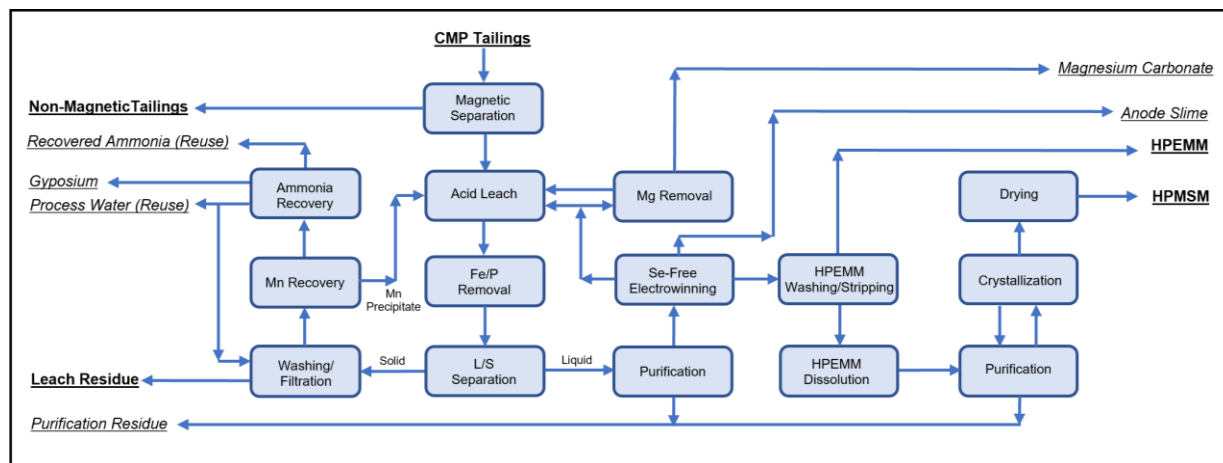 CMP Tailings
Magnesium Carbonate
Magnetic
Separation
Non-MagneticTailings
Anode Slime
Recovered Ammonia (Reuse)
HPEMM
Gyposium
Ammonia
Recovery
Acid Leach
Mg Removal
Drying
HPMSM
Process Water (Reuse)
Mn Recovery
Mn
Precipitate
Fe/P
Removal
Se-Free
Electrowinning
HPEMM
Washing/Stripping
Crystallization
Washing/
Filtration
Solid
L/S
Separation
Liquid
Purification
HPEMM
Dissolution
Purification
Leach Residue
Purification Residue